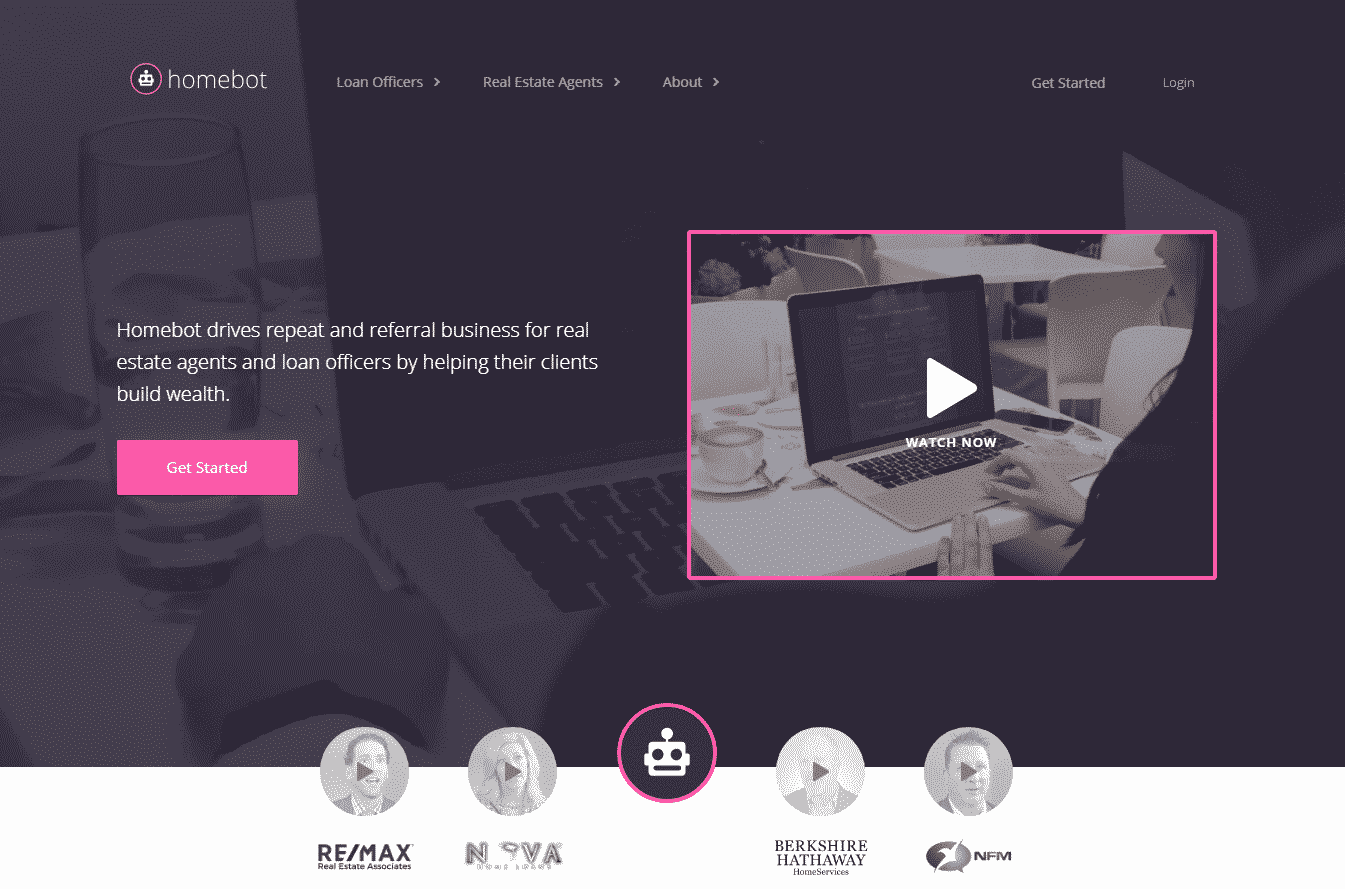 homebot
Loan Officers
Real Estate Agents
About
Get Started
Login
Homebot drives repeat and referral business for real
estate agents and loan officers by helping their clients
build wealth.
Get Started
WATCH NOW
RE/MAX
Real Estate Associates
NOVA
HOME LOANS
BERKSHIRE
HATHAWAY
HomeServices
NFM